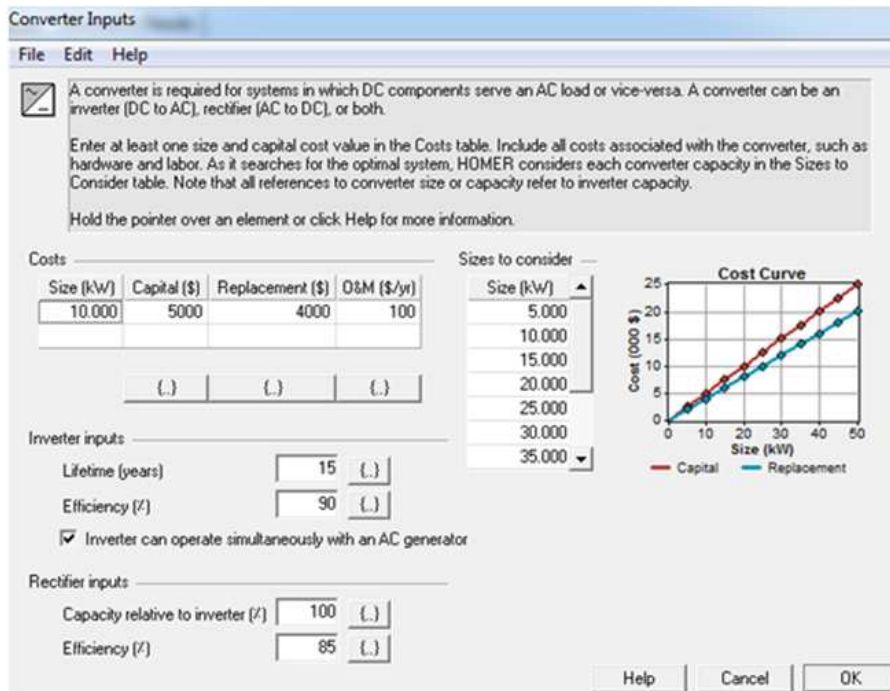 Converter Inputs
File Edit Help
A converter is required for systems in which DC components serve an AC load or vice-versa. A converter can be an
inverter (DC to AC), rectifier (AC to DC), or both.
Enter at least one size and capital cost value in the Costs table. Include all costs associated with the converter, such as
hardware and labor. As it searches for the optimal system, HOMER considers each converter capacity in the Sizes to
Consider table. Note that all references to converter size or capacity refer to inverter capacity.
Hold the pointer over an element or click Help for more information.
Costs
Size (kW) Capital ($) Replacement ($) O&M ($/yr)
10.000 5000 4000 100
{..} {..} {..}
Sizes to consider
Size (kW)
5.000
10.000
15.000
20.000
25.000
30.000
35.000
Cost Curve
Cost (000 $)
25
20
15
10
5
0
0 10 20 30 40 50
Size (kW)
Capital Replacement
Inverter inputs
Lifetime (years) 15 {..}
Efficiency (%) 90 {..}
Inverter can operate simultaneously with an AC generator
Rectifier inputs
Capacity relative to inverter (%) 100 {..}
Efficiency (%) 85 {..}
Help Cancel OK